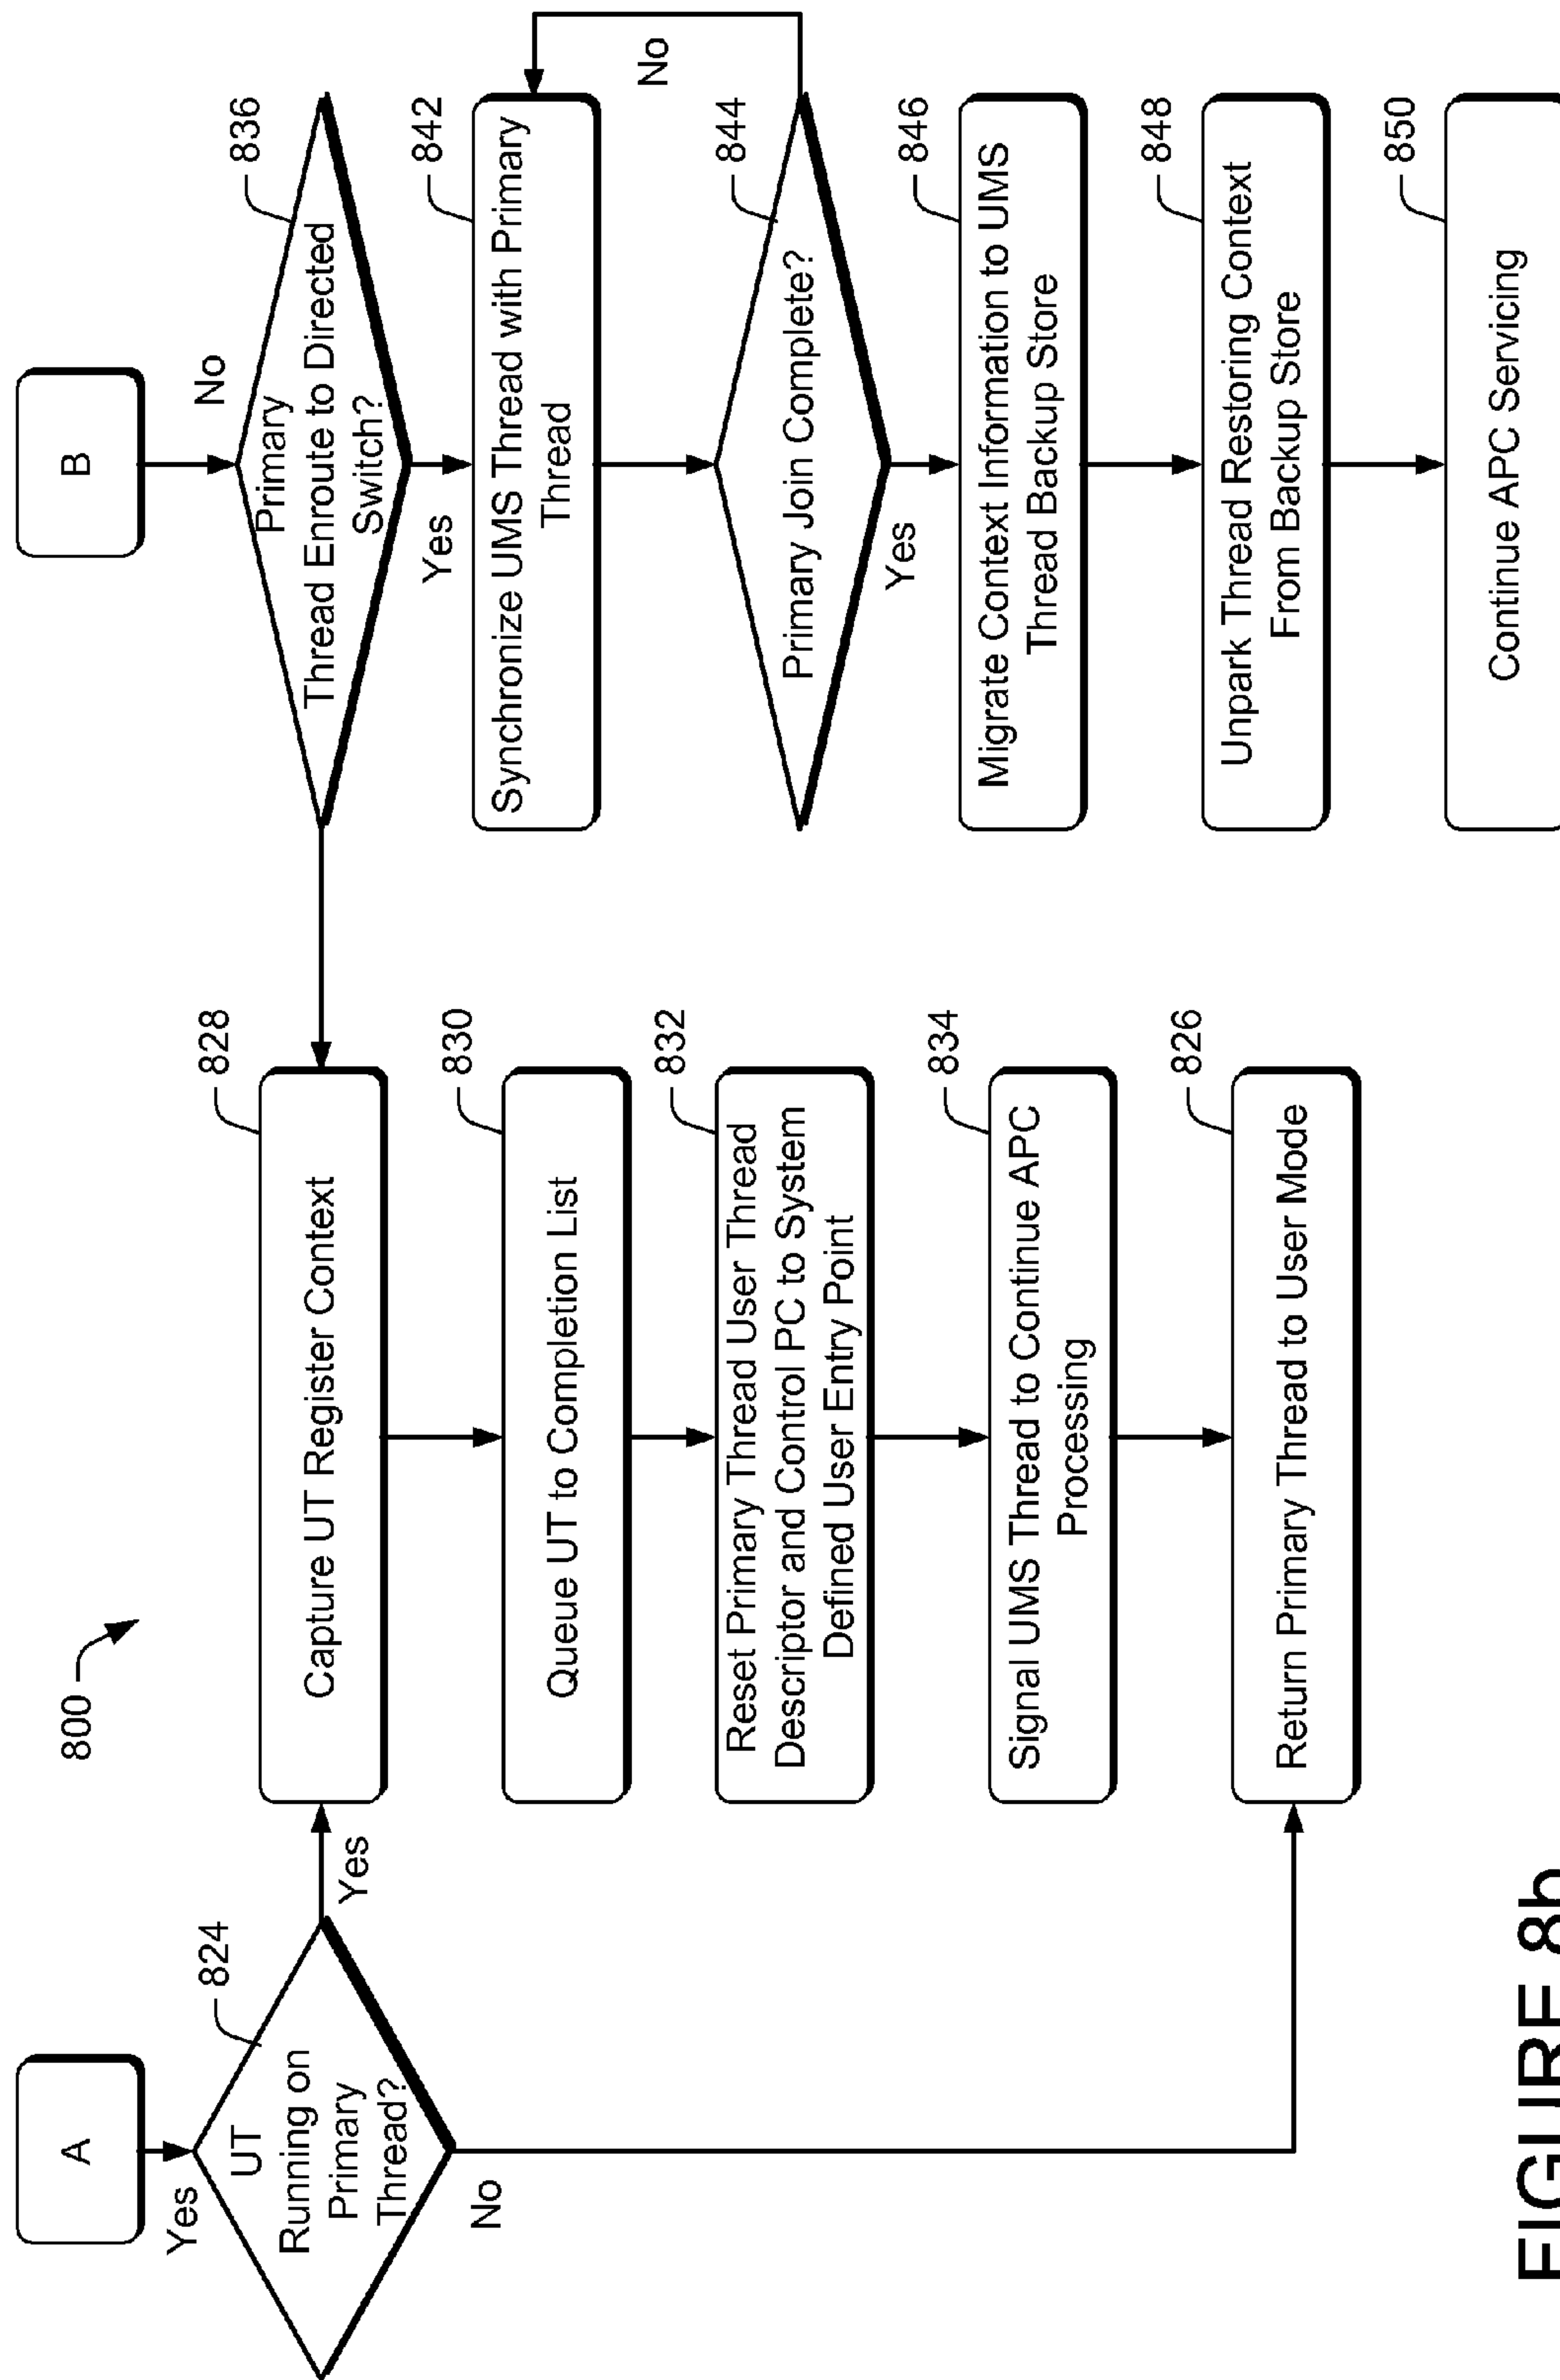 800
A
Yes
824
UT
Running on
Primary
Thread?
Yes
No
828
Capture UT Register Context
830
Queue UT to Completion List
832
Reset Primary Thread User Thread
Descriptor and Control PC to System
Defined User Entry Point
834
Signal UMS Thread to Continue APC
Processing
826
Return Primary Thread to User Mode
B
No
836
Primary
Thread Enroute to Directed
Switch?
Yes
842
Synchronize UMS Thread with Primary
Thread
No
844
Primary Join Complete?
Yes
846
Migrate Context Information to UMS
Thread Backup Store
848
Unpark Thread Restoring Context
From Backup Store
850
Continue APC Servicing
FIGURE 8b